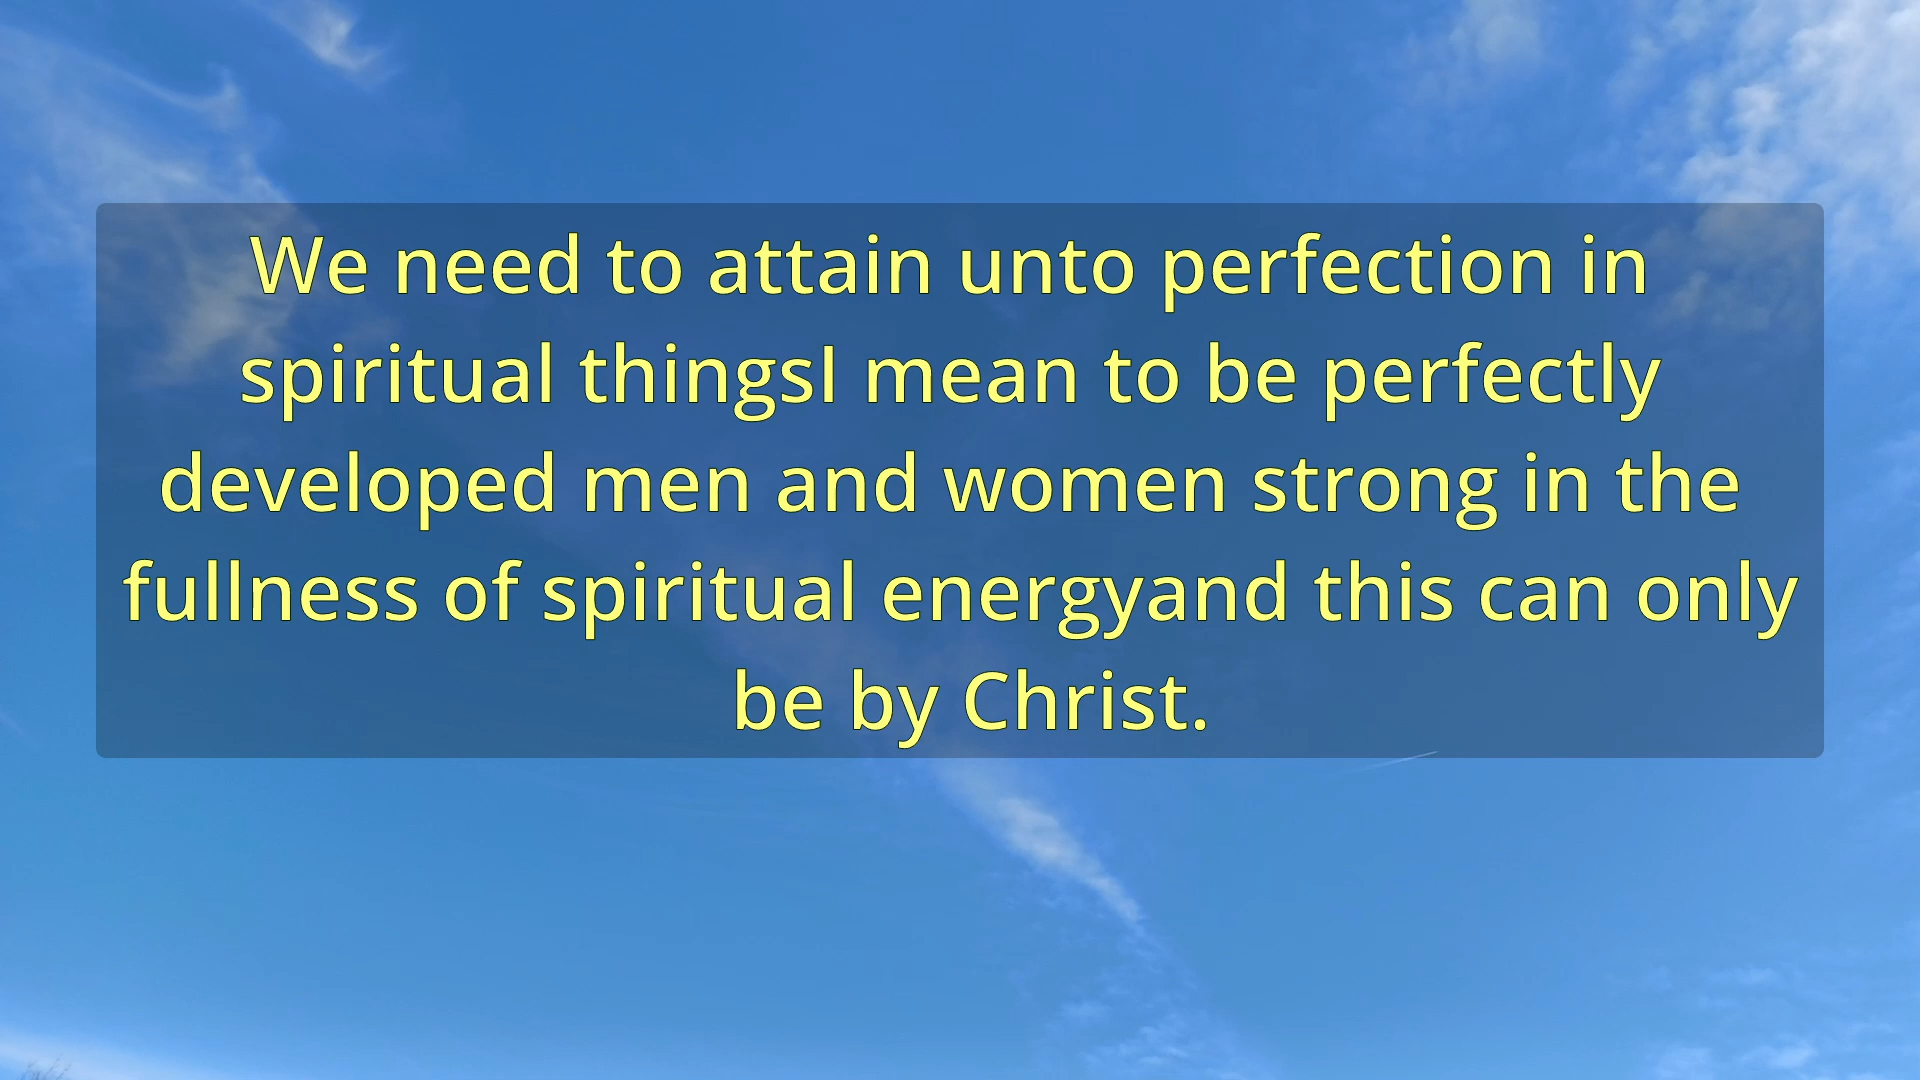 We need to attain unto perfection in
spiritual thingsI mean to be perfectly
developed men and women strong in the
fullness of spiritual energyand this can only
be by Christ.